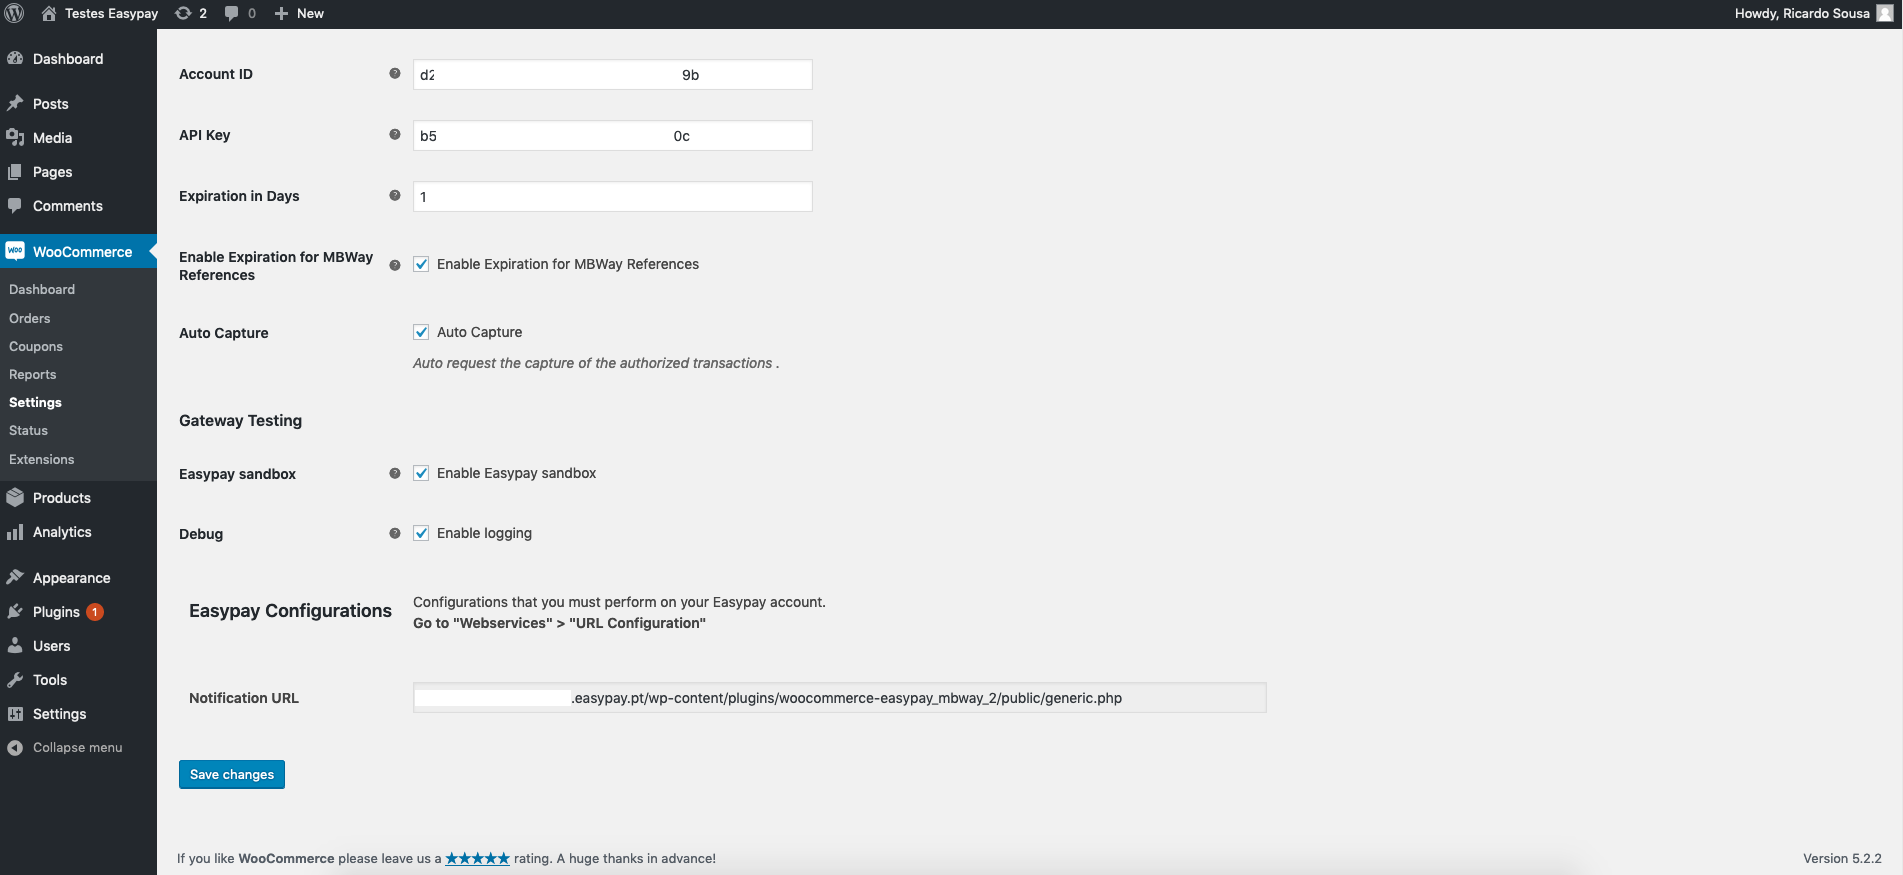 Testes Easypay 2 0 New Howdy, Ricardo Sousa
Dashboard
Posts
Media
Pages
Comments
Woo WooCommerce
Dashboard
Orders
Coupons
Reports
Settings
Status
Extensions
Products
Analytics
Appearance
Plugins 1
Users
Tools
Settings
Collapse menu
Account ID ? d2 9b
API Key ? b5 0c
Expiration in Days ? 1
Enable Expiration for MBWay
References ? Enable Expiration for MBWay References
Auto Capture Auto Capture
Auto request the capture of the authorized transactions .
Gateway Testing
Easypay sandbox ? Enable Easypay sandbox
Debug ? Enable logging
Easypay Configurations
Configurations that you must perform on your Easypay account.
Go to "Webservices" > "URL Configuration"
Notification URL .easypay.pt/wp-content/plugins/woocommerce-easypay_mbway_2/public/generic.php
Save changes
If you like WooCommerce please leave us a ★★★★★ rating. A huge thanks in advance! Version 5.2.2